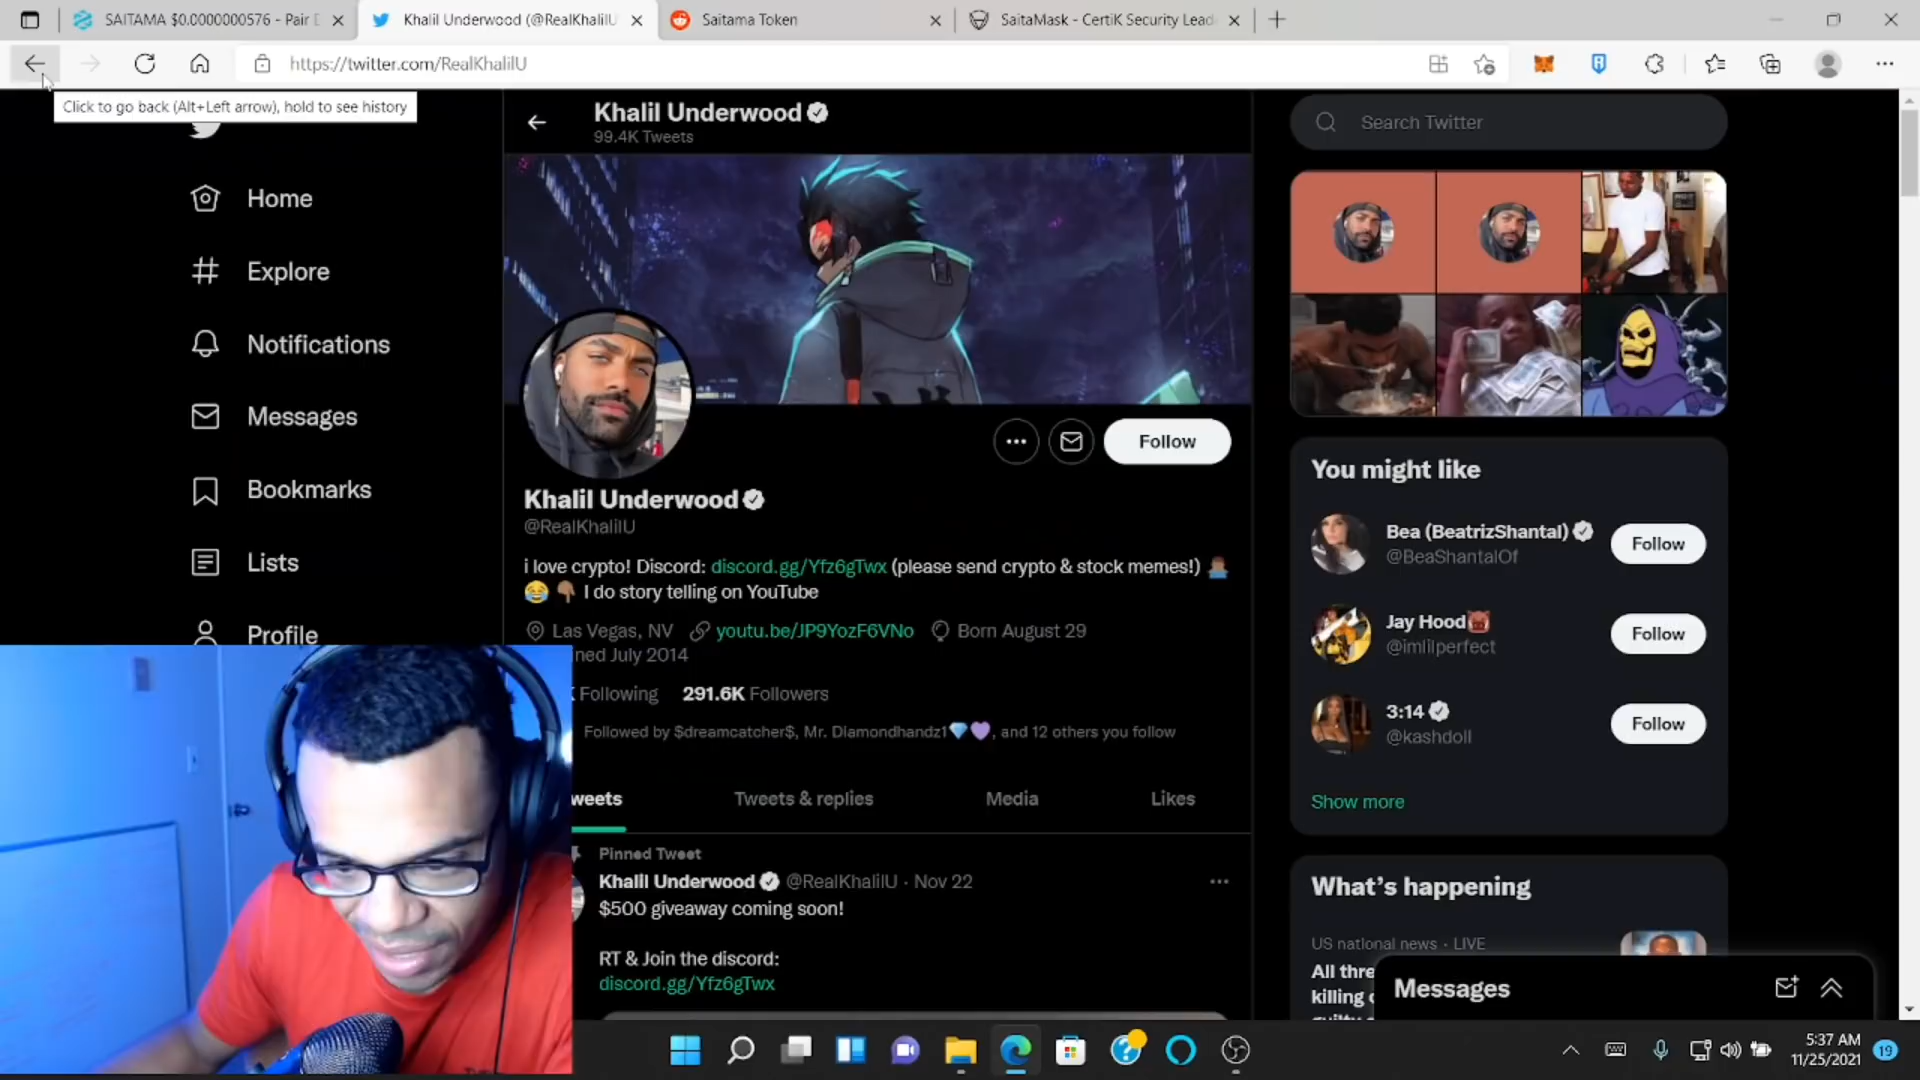 SAITAMA $0.0000000576 - Pair E
Khalil Underwood (@RealKhalilU
Saitama Token
SaitaMask - CertiK Security Lead
https://twitter.com/RealKhalilU
Click to go back (Alt+Left arrow), hold to see history
Home
Explore
Notifications
Messages
Bookmarks
Lists
Profile
Khalil Underwood
99.4K Tweets
Follow
Khalil Underwood
@RealKhalilU
i love crypto! Discord: discord.gg/Yfz6gTwx (please send crypto & stock memes!)
I do story telling on YouTube
Las Vegas, NV youtu.be/JP9YozF6VNo Born August 29
ned July 2014
Following 291.6K Followers
Followed by $dreamcatcher$, Mr. Diamondhandz1💎💜, and 12 others you follow
weets Tweets & replies Media Likes
Pinned Tweet
Khalil Underwood @RealKhalilU · Nov 22
$500 giveaway coming soon!
RT & Join the discord:
discord.gg/Yfz6gTwx
Search Twitter
You might like
Bea (BeatrizShantal)
@BeaShantalOf
Follow
Jay Hood
@imlilperfect
Follow
3:14
@kashdoll
Follow
Show more
What's happening
US national news · LIVE
All thre
killing
Messages
5:37 AM
11/25/2021
19